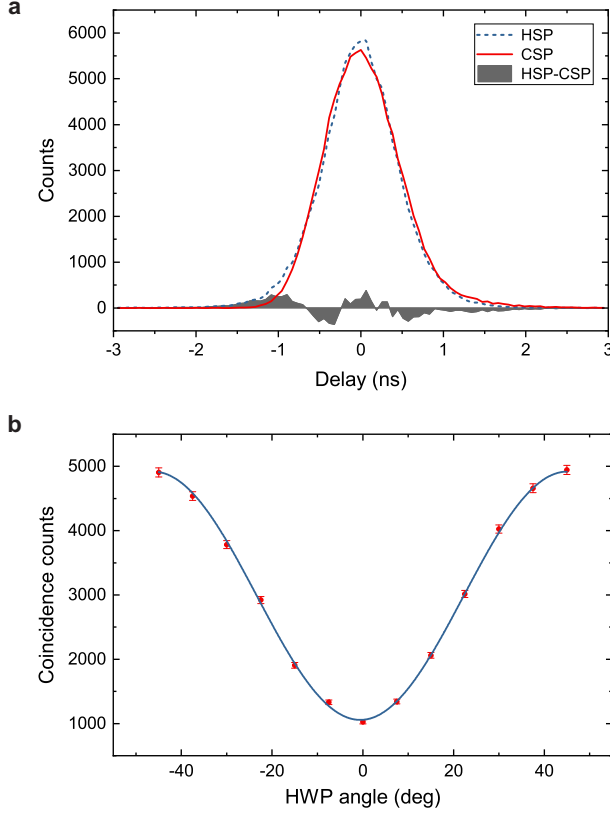 a
HSP
CSP
HSP-CSP
6000
5000
4000
3000
2000
1000
0
Counts
-3 -2 -1 0 1 2 3
Delay (ns)
b
5000
4000
3000
2000
1000
Coincidence counts
-40 -20 0 20 40
HWP angle (deg)